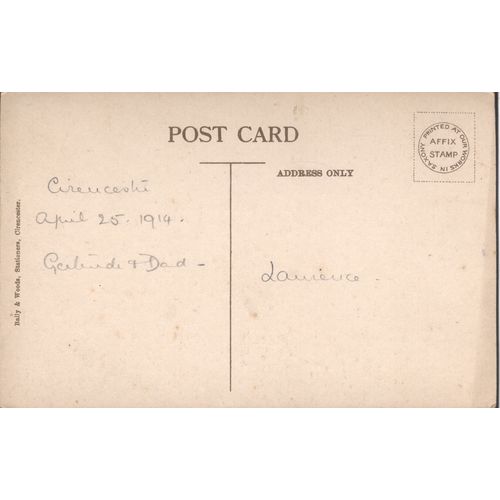 POST CARD
ADDRESS ONLY
PRINTED AT OUR WORKS IN SAXONY
AFFIX
STAMP
Cirencester
April 25. 1914.
Gertrude & Dad -
Lawrence -
Baily & Woods, Stationers, Cirencester.